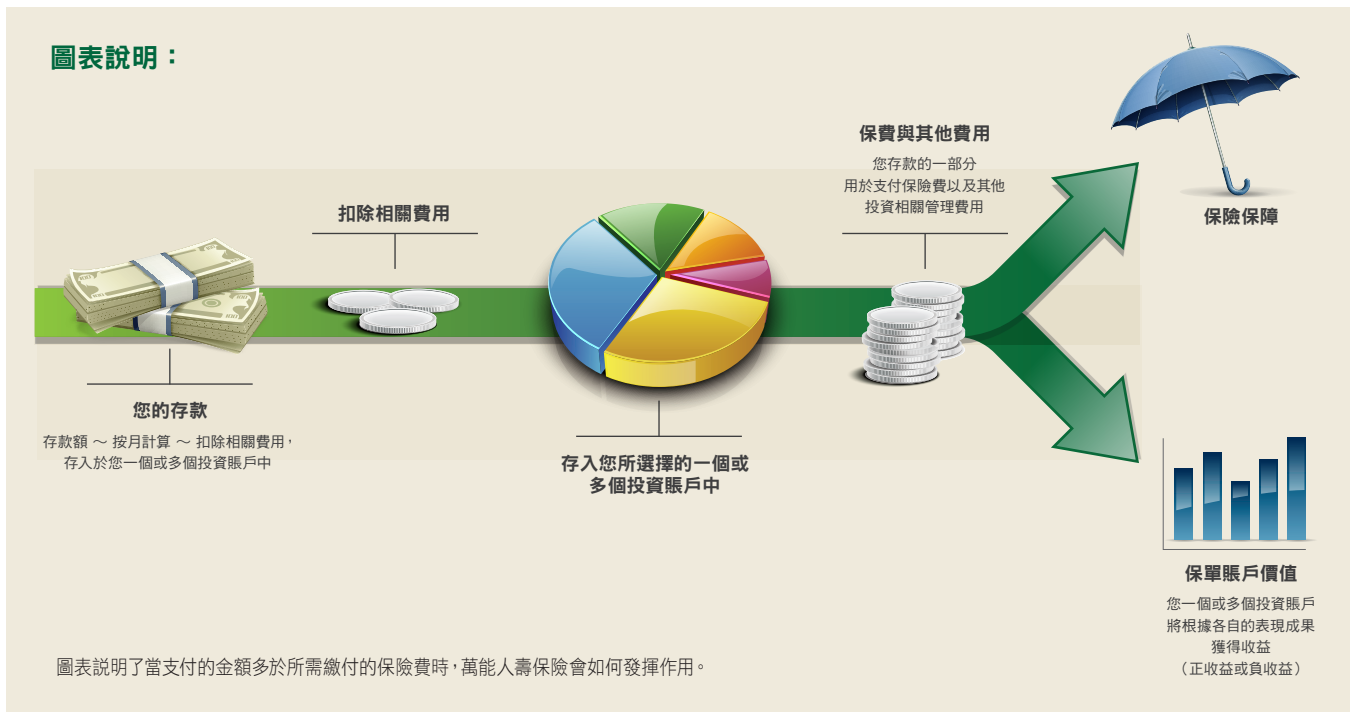 圖表說明：
保費與其他費用
您存款的一部分
用於支付保險費以及其他
投資相關管理費用
保險保障
扣除相關費用
您的存款
存款額 ～ 按月計算 ～ 扣除相關費用，
存入於您一個或多個投資賬戶中
存入您所選擇的一個或
多個投資賬戶中
保單賬戶價值
您一個或多個投資賬戶
將根據各自的表現成果
獲得收益
（正收益或負收益）
圖表説明了當支付的金額多於所需繳付的保險費時，萬能人壽保險會如何發揮作用。